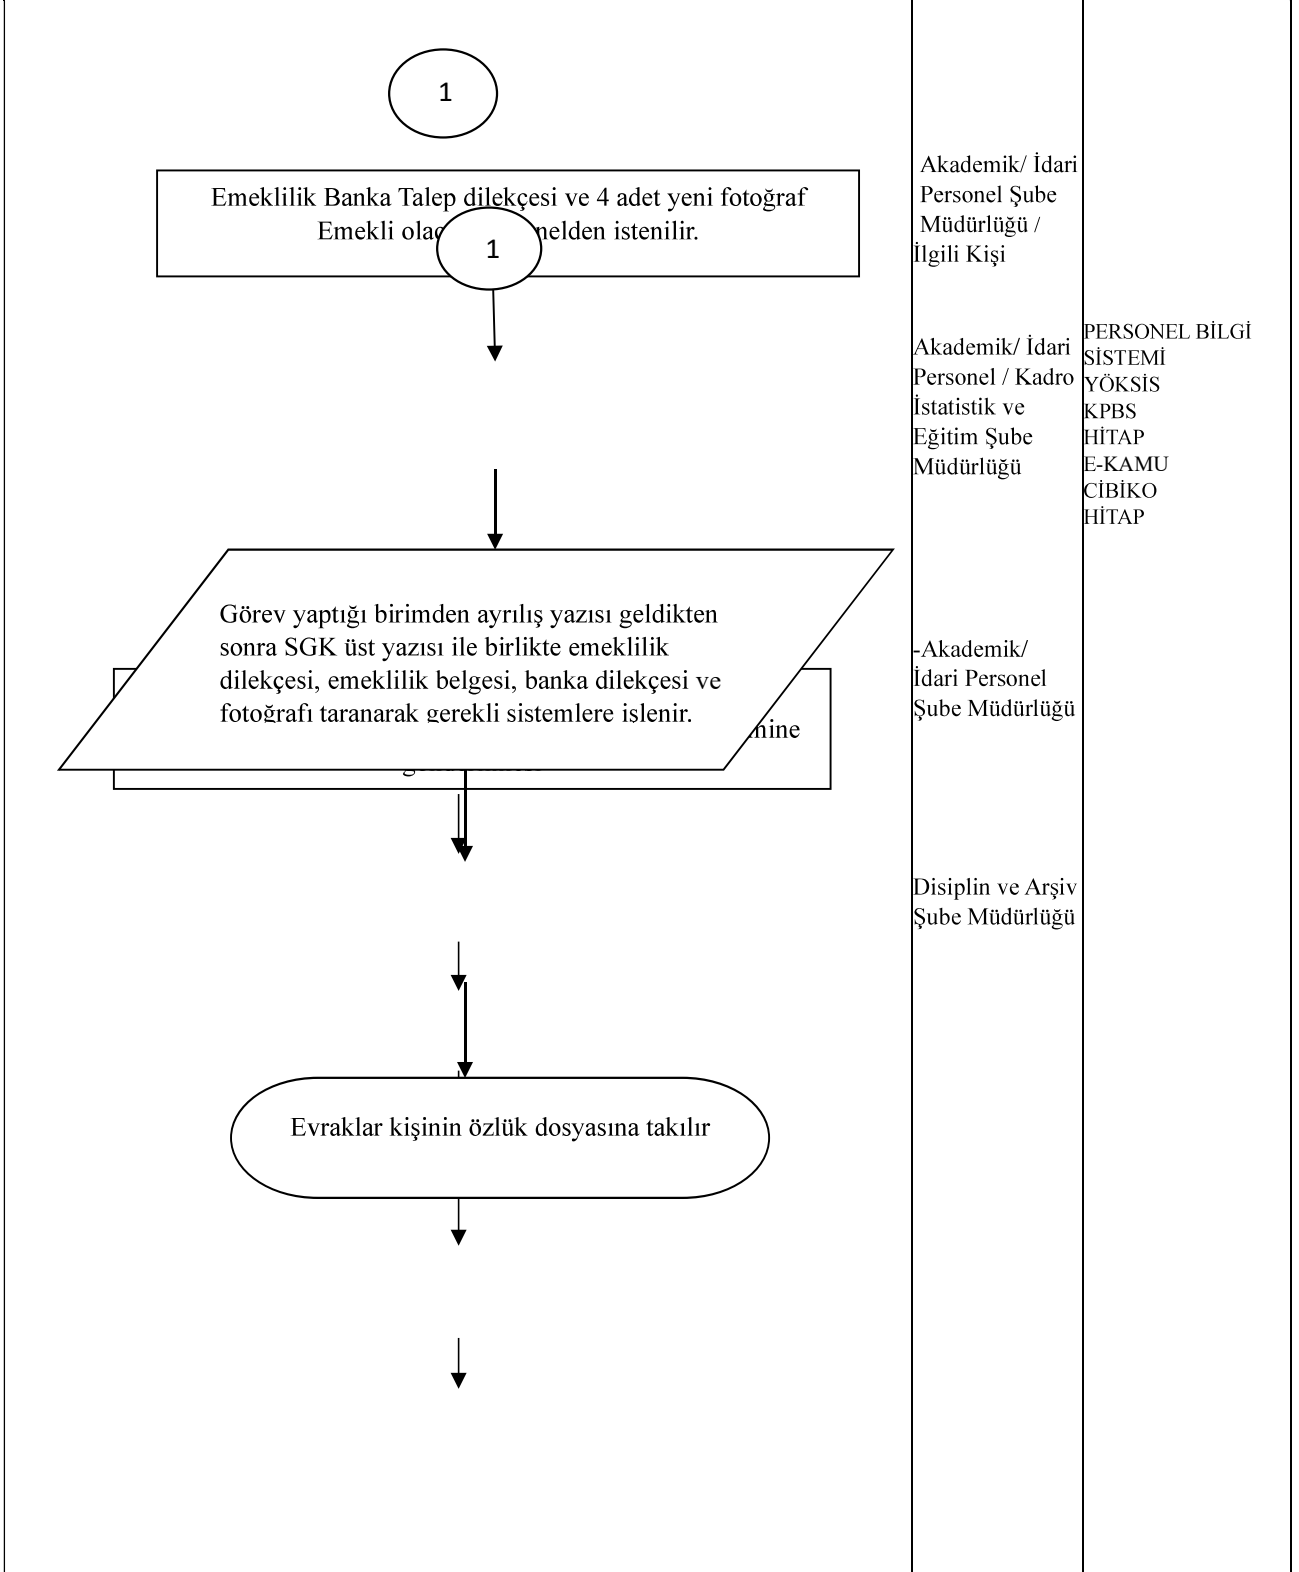 1
Emeklilik Banka Talep dilekçesi ve 4 adet yeni fotoğraf
Emekli nelden istenilir.
1
Görev yaptığı birimden ayrılış yazısı geldikten
sonra SGK üst yazısı ile birlikte emeklilik
dilekçesi, emeklilik belgesi, banka dilekçesi ve
fotoğrafı taranarak gerekli sistemlere işlenir.
mine
Evraklar kişinin özlük dosyasına takılır
Akademik/ İdari
Personel Şube
Müdürlüğü /
İlgili Kişi
Akademik/ İdari
Personel / Kadro
İstatistik ve
Eğitim Şube
Müdürlüğü
-Akademik/
İdari Personel
Şube Müdürlüğü
Disiplin ve Arşiv
Şube Müdürlüğü
PERSONEL BİLGİ
SİSTEMİ
YÖKSİS
KPBS
HİTAP
E-KAMU
CİBİKO
HİTAP